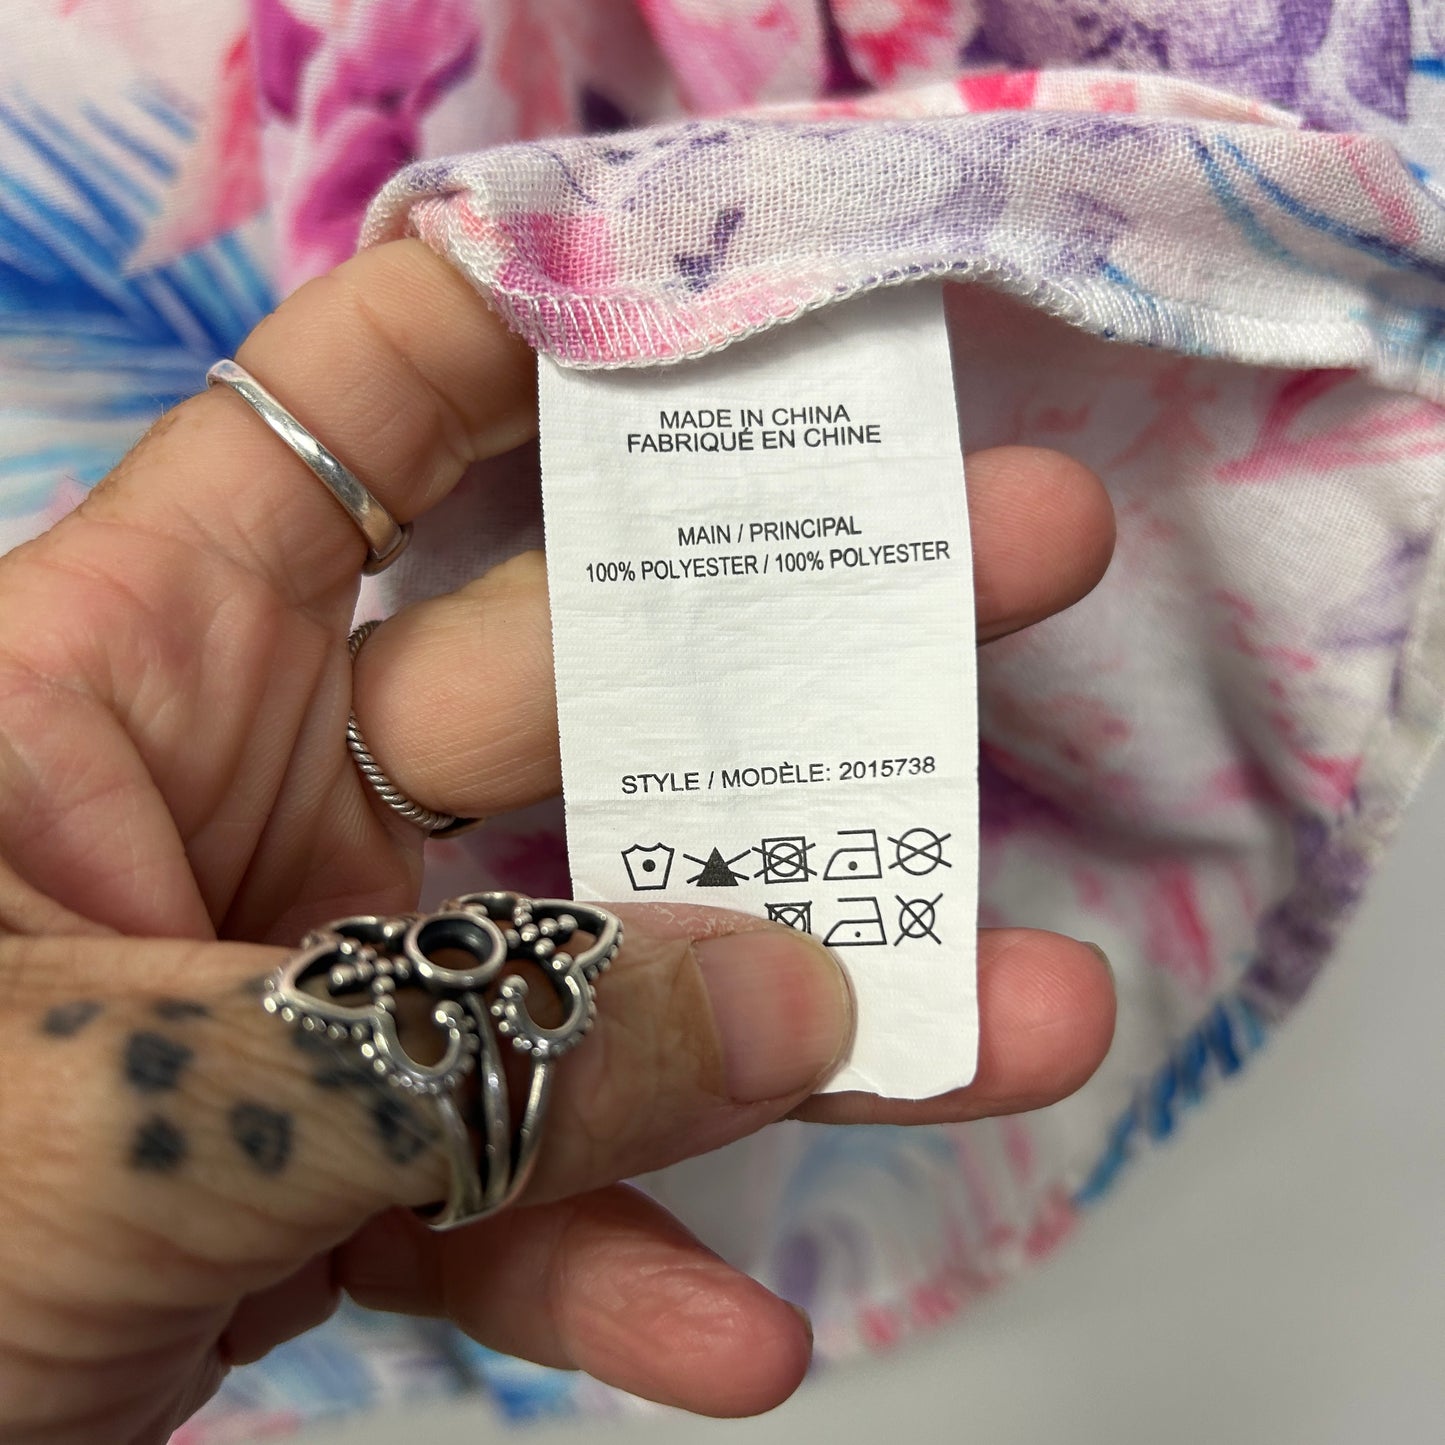 MADE IN CHINA
FABRIQUÉ EN CHINE
MAIN / PRINCIPAL
100% POLYESTER / 100% POLYESTER
STYLE / MODÈLE: 2015738